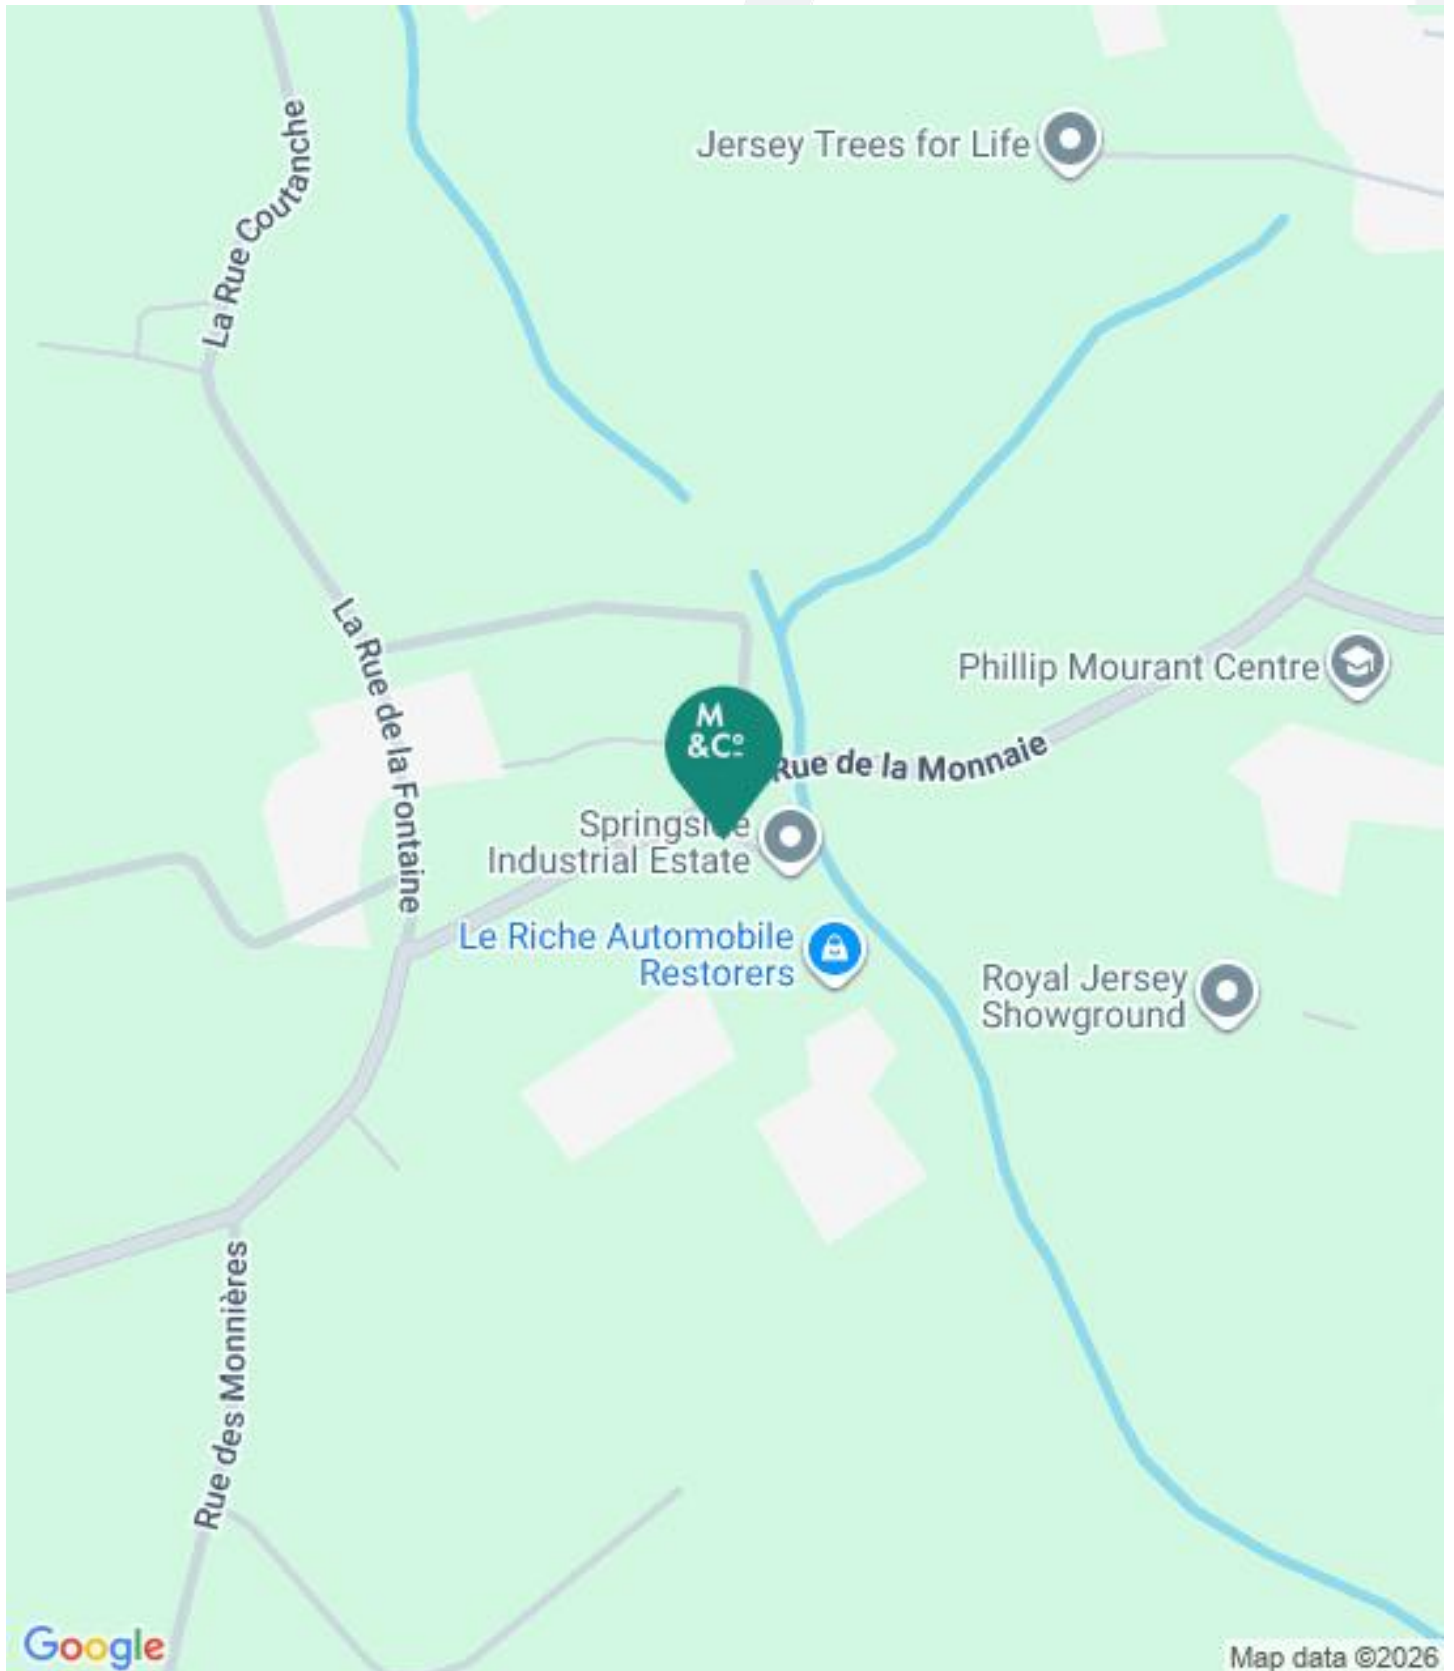 La Rue Coutanche
Jersey Trees for Life
La Rue de la Fontaine
Phillip Mourant Centre
M
&Cº
Rue de la Monnaie
Springside
Industrial Estate
Le Riche Automobile
Restorers
Royal Jersey
Showground
Rue des Monnières
Google
Map data ©2026